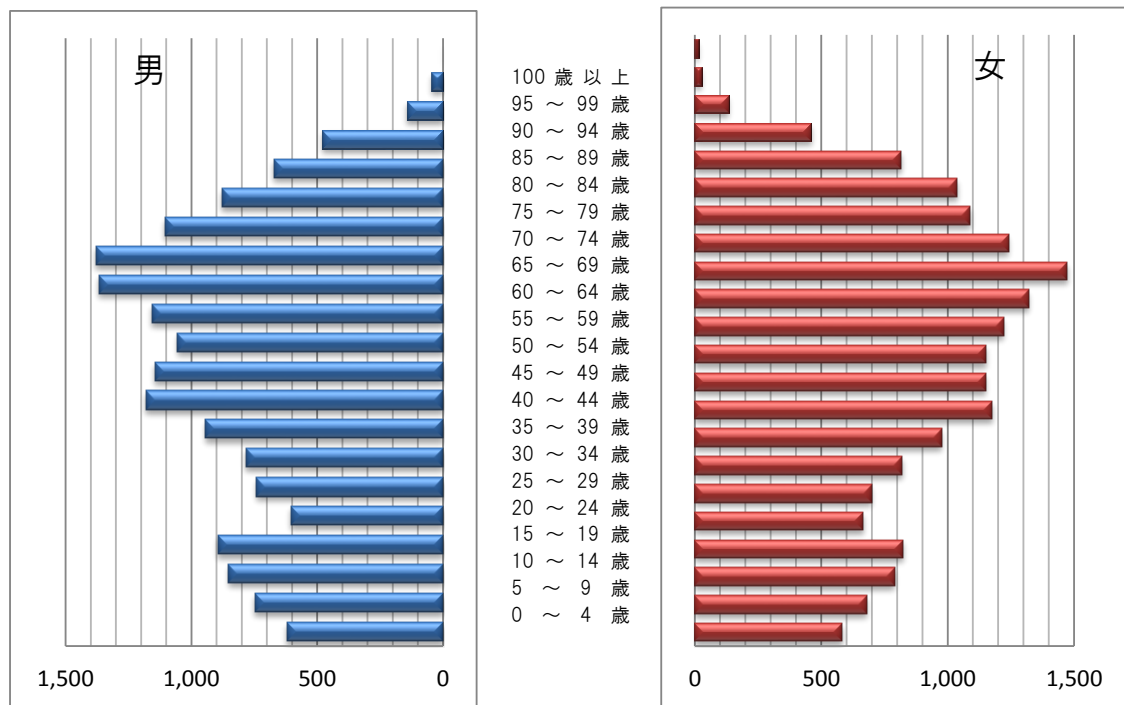 男
女
100 歳 以 上
95 ～ 99 歳
90 ～ 94 歳
85 ～ 89 歳
80 ～ 84 歳
75 ～ 79 歳
70 ～ 74 歳
65 ～ 69 歳
60 ～ 64 歳
55 ～ 59 歳
50 ～ 54 歳
45 ～ 49 歳
40 ～ 44 歳
35 ～ 39 歳
30 ～ 34 歳
25 ～ 29 歳
20 ～ 24 歳
15 ～ 19 歳
10 ～ 14 歳
5 ～ 9 歳
0 ～ 4 歳
1,500 1,000 500 0
0 500 1,000 1,500